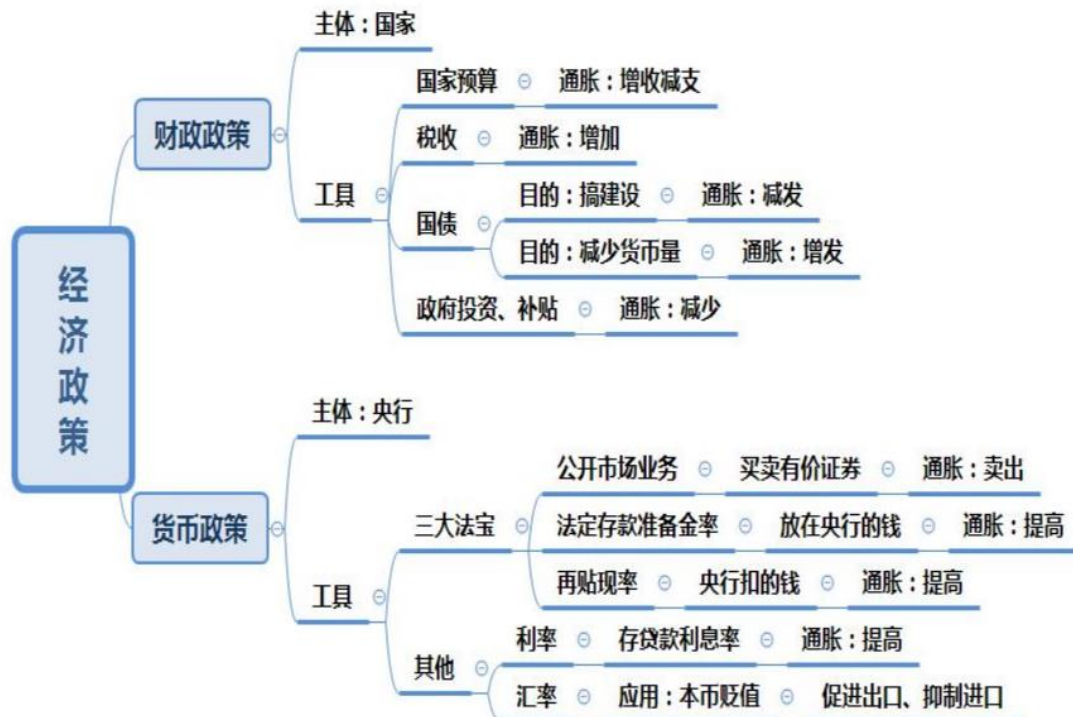 经济政策
财政政策
主体：国家
工具
国家预算
通胀：增收减支
税收
通胀：增加
国债
目的：搞建设
通胀：减发
目的：减少货币量
通胀：增发
政府投资、补贴
通胀：减少
货币政策
主体：央行
工具
三大法宝
公开市场业务
买卖有价证券
通胀：卖出
法定存款准备金率
放在央行的钱
通胀：提高
再贴现率
央行扣的钱
通胀：提高
其他
利率
存贷款利息率
通胀：提高
汇率
应用：本币贬值
促进出口、抑制进口